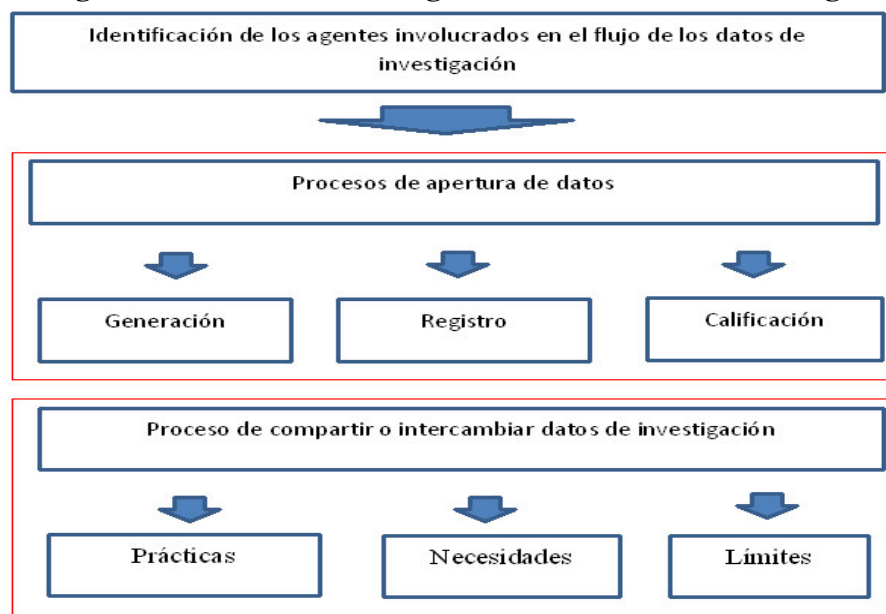 Identificación de los agentes involucrados en el flujo de los datos de
investigación
Procesos de apertura de datos
Generación
Registro
Calificación
Proceso de compartir o intercambiar datos de investigación
Prácticas
Necesidades
Límites